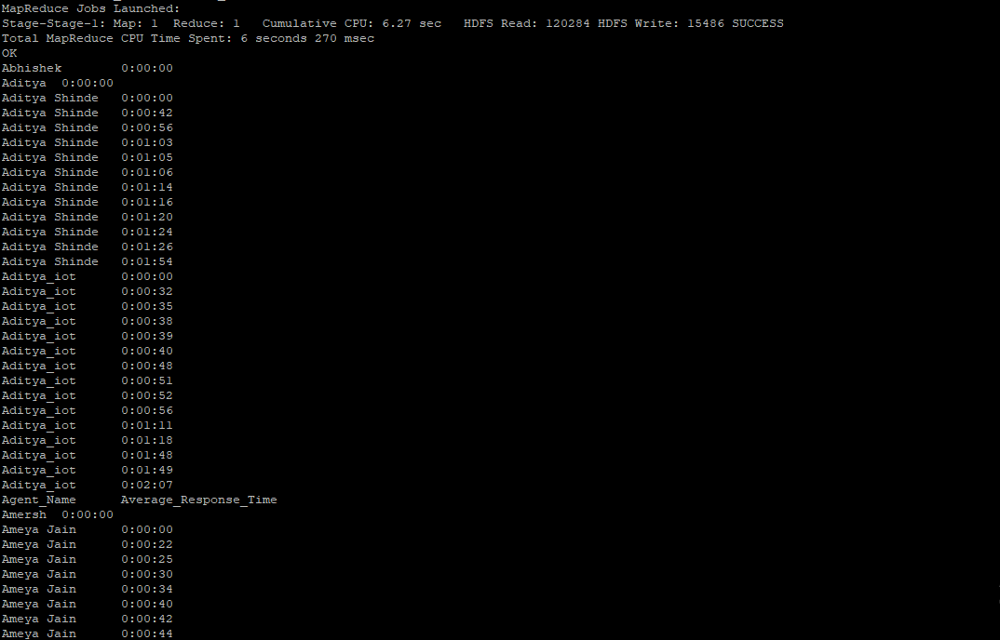 MapReduce Jobs Launched:
Stage-Stage-1: Map: 1  Reduce: 1   Cumulative CPU: 6.27 sec   HDFS Read: 120284 HDFS Write: 15486 SUCCESS
Total MapReduce CPU Time Spent: 6 seconds 270 msec
OK
Abhishek        0:00:00
Aditya  0:00:00
Aditya Shinde   0:00:00
Aditya Shinde   0:00:42
Aditya Shinde   0:00:56
Aditya Shinde   0:01:03
Aditya Shinde   0:01:05
Aditya Shinde   0:01:06
Aditya Shinde   0:01:14
Aditya Shinde   0:01:16
Aditya Shinde   0:01:20
Aditya Shinde   0:01:24
Aditya Shinde   0:01:26
Aditya Shinde   0:01:54
Aditya_iot      0:00:00
Aditya_iot      0:00:32
Aditya_iot      0:00:35
Aditya_iot      0:00:38
Aditya_iot      0:00:39
Aditya_iot      0:00:40
Aditya_iot      0:00:48
Aditya_iot      0:00:51
Aditya_iot      0:00:52
Aditya_iot      0:00:56
Aditya_iot      0:01:11
Aditya_iot      0:01:18
Aditya_iot      0:01:48
Aditya_iot      0:01:49
Aditya_iot      0:02:07
Agent_Name      Average_Response_Time
Amersh  0:00:00
Ameya Jain      0:00:00
Ameya Jain      0:00:22
Ameya Jain      0:00:25
Ameya Jain      0:00:30
Ameya Jain      0:00:34
Ameya Jain      0:00:40
Ameya Jain      0:00:42
Ameya Jain      0:00:44